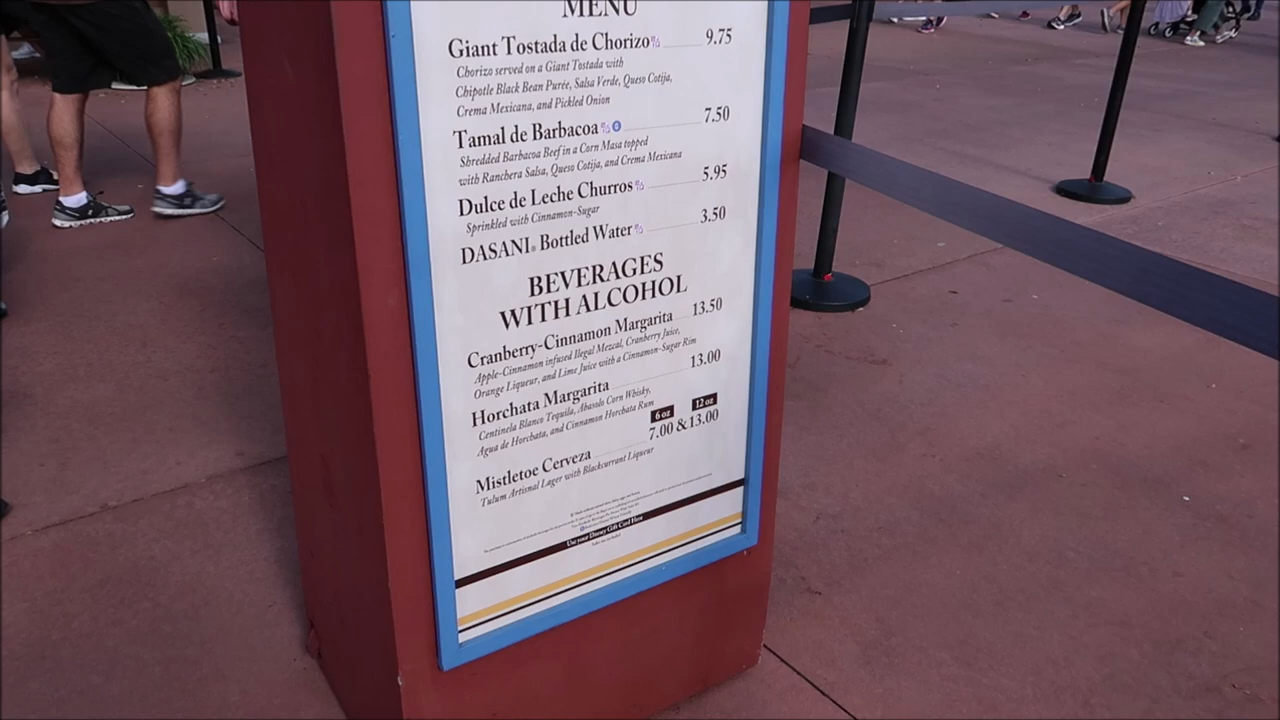 MENU
Giant Tostada de Chorizo 9.75
Chorizo served on a Giant Tostada with
Chipotle Black Bean Purée, Salsa Verde, Queso Cotija,
Crema Mexicana, and Pickled Onion
Tamal de Barbacoa 7.50
Shredded Barbacoa Beef in a Corn Masa topped
with Ranchera Salsa, Queso Cotija, and Crema Mexicana
Dulce de Leche Churros 5.95
Sprinkled with Cinnamon-Sugar
DASANI® Bottled Water 3.50
BEVERAGES
WITH ALCOHOL
Cranberry-Cinnamon Margarita 13.50
Apple-Cinnamon infused Ilegal Mezcal, Cranberry Juice,
Orange Liqueur, and Lime Juice with a Cinnamon-Sugar Rim
Horchata Margarita 13.00
Centinela Blanco Tequila, Abasolo Corn Whisky,
Agua de Horchata, and Cinnamon Horchata Rum
6 oz 12 oz
Mistletoe Cerveza 7.00 & 13.00
Tulum Artisnal Lager with Blackcurrant Liqueur
Use your Disney Gift Card Here